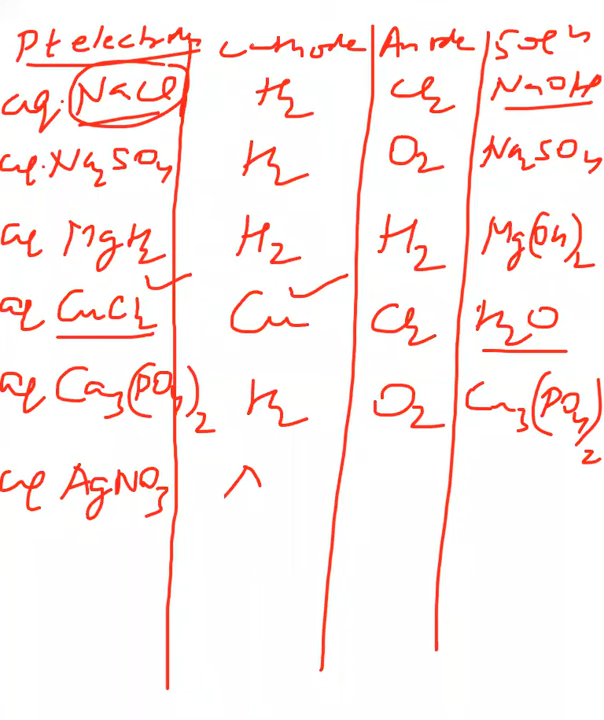 Pt electrodes cathode Anode Solⁿ
aq. NaCl H₂ Cl₂ NaOH
aq. Na₂SO₄ H₂ O₂ Na₂SO₄
aq MgH₂ H₂ H₂ Mg(OH)₂
aq CuCl₂ Cu Cl₂ H₂O
aq Ca₃(PO₄)₂ H₂ O₂ Ca₃(PO₄)₂
aq AgNO₃